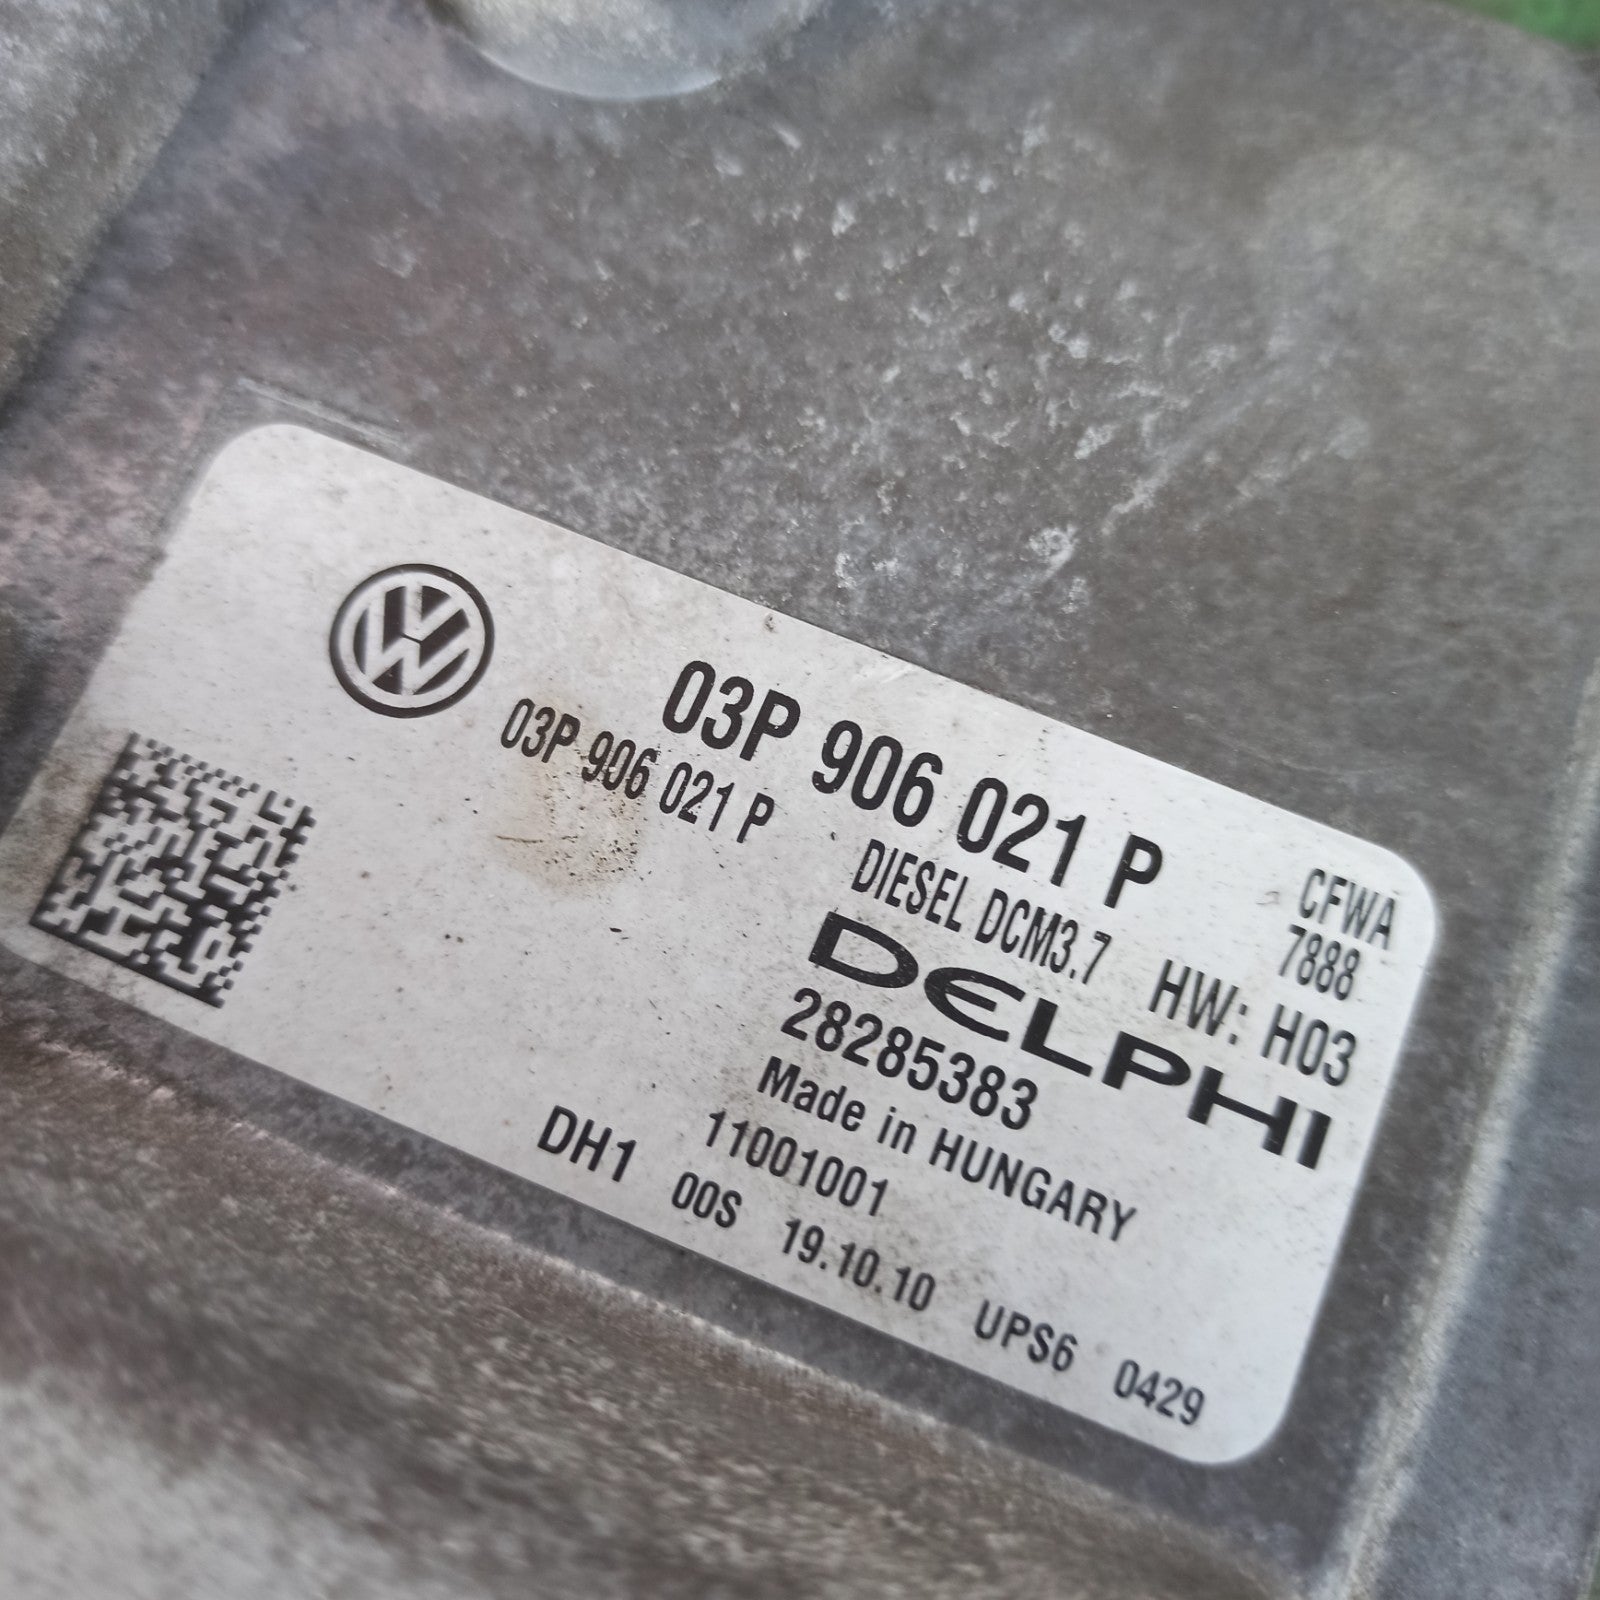 03P 906 021 P
03P 906 021 P
CFWA
7888
DIESEL DCM3.7
HW: H03
DELPHI
28285383
Made in HUNGARY
11001001
DH1 00S 19.10.10 UPS6 0429